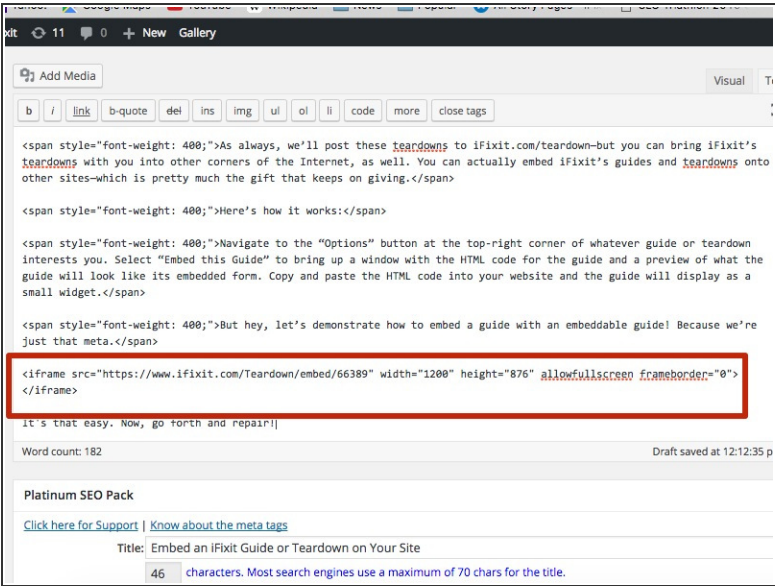 xit 11 0 + New Gallery
Add Media
Visual
b i link b-quote del ins img ul ol li code more close tags
<span style="font-weight: 400;">As always, we'll post these teardowns to iFixit.com/teardown—but you can bring iFixit's
teardowns with you into other corners of the Internet, as well. You can actually embed iFixit's guides and teardowns onto
other sites—which is pretty much the gift that keeps on giving.</span>
<span style="font-weight: 400;">Here's how it works:</span>
<span style="font-weight: 400;">Navigate to the “Options” button at the top-right corner of whatever guide or teardown
interests you. Select “Embed this Guide” to bring up a window with the HTML code for the guide and a preview of what the
guide will look like its embedded form. Copy and paste the HTML code into your website and the guide will display as a
small widget.</span>
<span style="font-weight: 400;">But hey, let's demonstrate how to embed a guide with an embeddable guide! Because we're
just that meta.</span>
<iframe src="https://www.ifixit.com/Teardown/embed/66389" width="1200" height="876" allowfullscreen frameborder="0">
</iframe>
It's that easy. Now, go forth and repair!
Word count: 182
Draft saved at 12:12:35 p
Platinum SEO Pack
Click here for Support | Know about the meta tags
Title: Embed an iFixit Guide or Teardown on Your Site
46 characters. Most search engines use a maximum of 70 chars for the title.